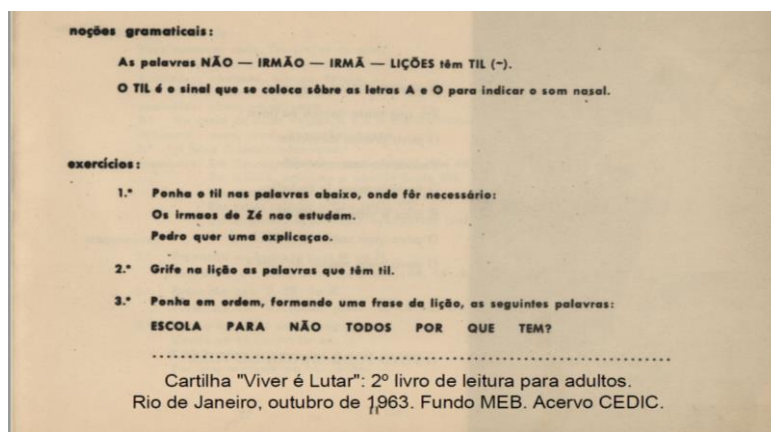 noções gramaticais:
As palavras NÃO — IRMÃO — IRMÃ — LIÇÕES têm TIL (~).
O TIL é o sinal que se coloca sôbre as letras A e O para indicar o som nasal.
exercícios:
1.º Ponha o til nas palavras abaixo, onde fôr necessário:
Os irmaos de Zé nao estudam.
Pedro quer uma explicaçao.
2.º Grife na lição as palavras que têm til.
3.º Ponha em ordem, formando uma frase da lição, as seguintes palavras:
ESCOLA PARA NÃO TODOS POR QUE TEM?
Cartilha "Viver é Lutar": 2º livro de leitura para adultos.
Rio de Janeiro, outubro de 1963. Fundo MEB. Acervo CEDIC.